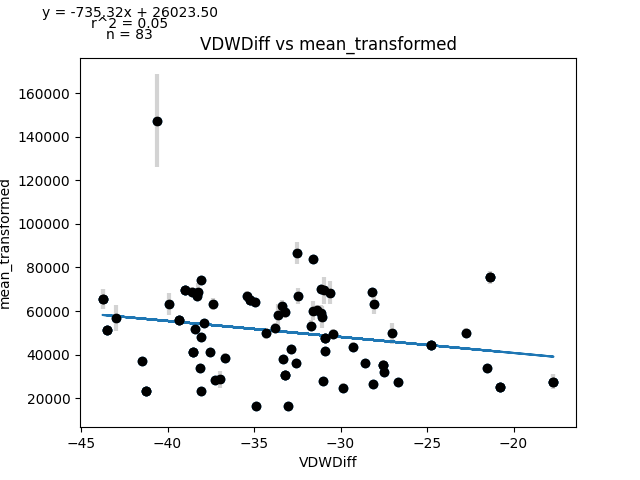 y = -735.32x + 26023.50
r^2 = 0.05
n = 83
VDWDiff vs mean_transformed
160000
140000
120000
100000
80000
60000
40000
20000
mean_transformed
−45 −40 −35 −30 −25 −20
VDWDiff